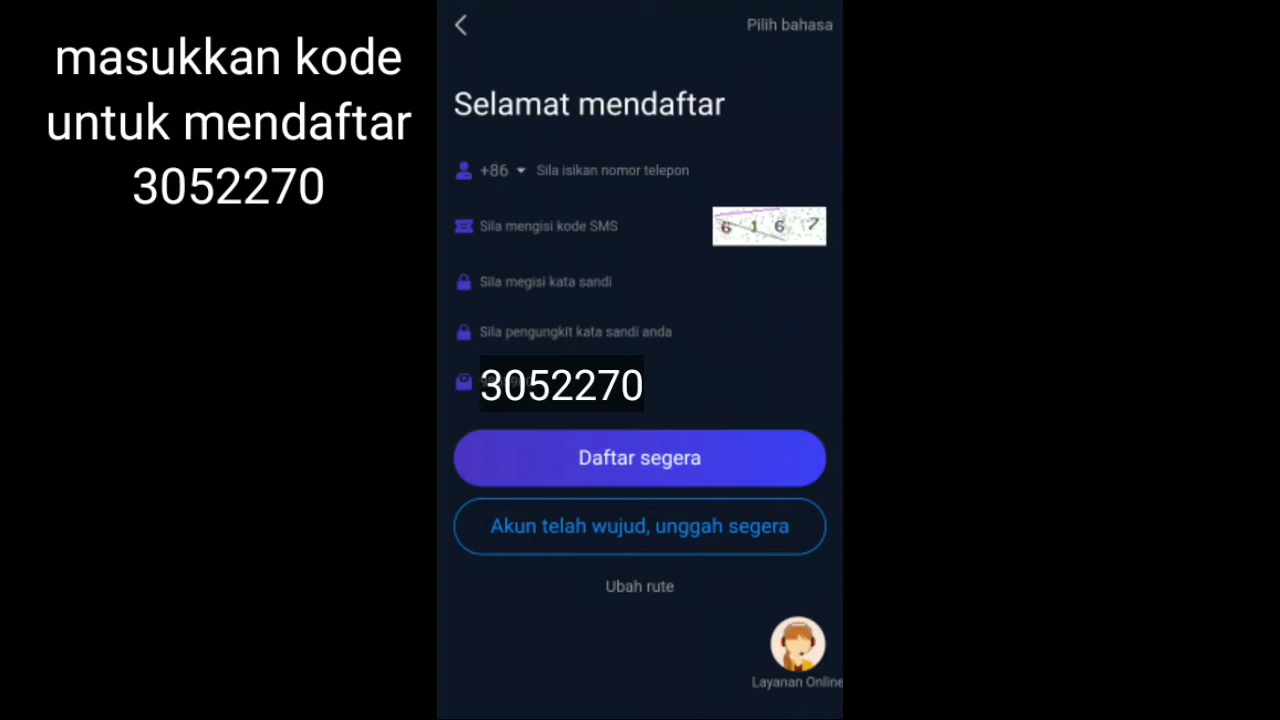 masukkan kode
untuk mendaftar
3052270
Pilih bahasa
Selamat mendaftar
+86 Sila isikan nomor telepon
Sila mengisi kode SMS 6 1 6 7
Sila megisi kata sandi
Sila pengungkit kata sandi anda
3052270
Daftar segera
Akun telah wujud, unggah segera
Ubah rute
Layanan Online